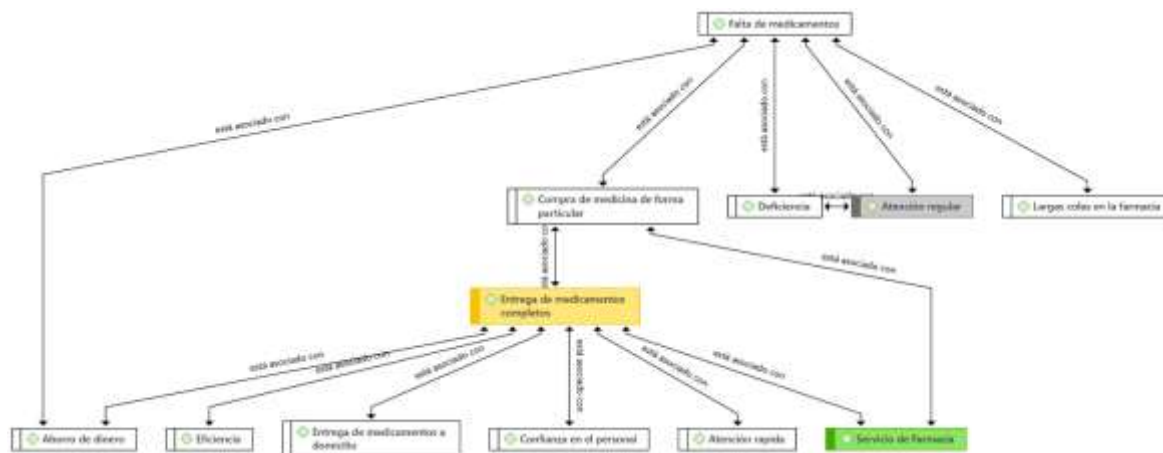 Falta de medicamentos
está asociado con
está asociado con
está asociado con
está asociado con
está asociado con
Compra de medicina de forma
particular
Deficiencia
está asociado con
Atención regular
Largas colas en la farmacia
está asociado con
está asociado con
Entrega de medicamentos
completos
está asociado con
está asociado con
está asociado con
está asociado con
está asociado con
está asociado con
Ahorro de dinero
Eficiencia
Entrega de medicamentos a
domicilio
Confianza en el personal
Atención rapida
Servicio de Farmacia